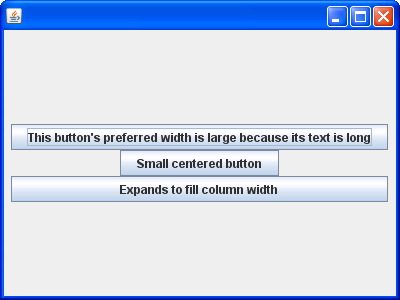 This button's preferred width is large because its text is long
Small centered button
Expands to fill column width